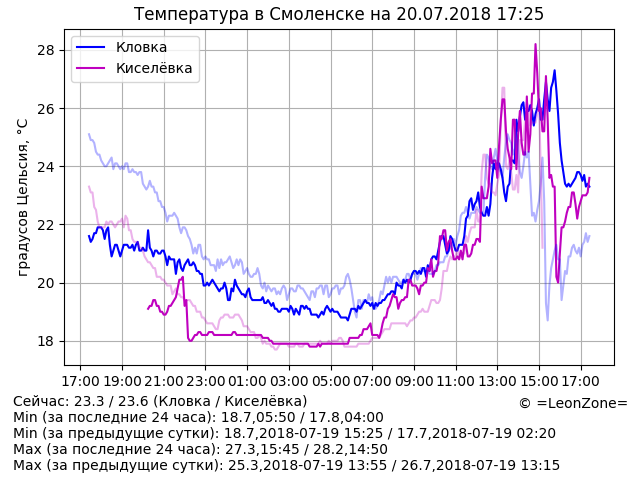 Температура в Смоленске на 20.07.2018 17:25
Кловка
Киселёвка
градусов Цельсия, °C
28
26
24
22
20
18
17:00 19:00 21:00 23:00 01:00 03:00 05:00 07:00 09:00 11:00 13:00 15:00 17:00
Сейчас: 23.3 / 23.6 (Кловка / Киселёвка)
© =LeonZone=
Min (за последние 24 часа): 18.7,05:50 / 17.8,04:00
Min (за предыдущие сутки): 18.7,2018-07-19 15:25 / 17.7,2018-07-19 02:20
Max (за последние 24 часа): 27.3,15:45 / 28.2,14:50
Max (за предыдущие сутки): 25.3,2018-07-19 13:55 / 26.7,2018-07-19 13:15